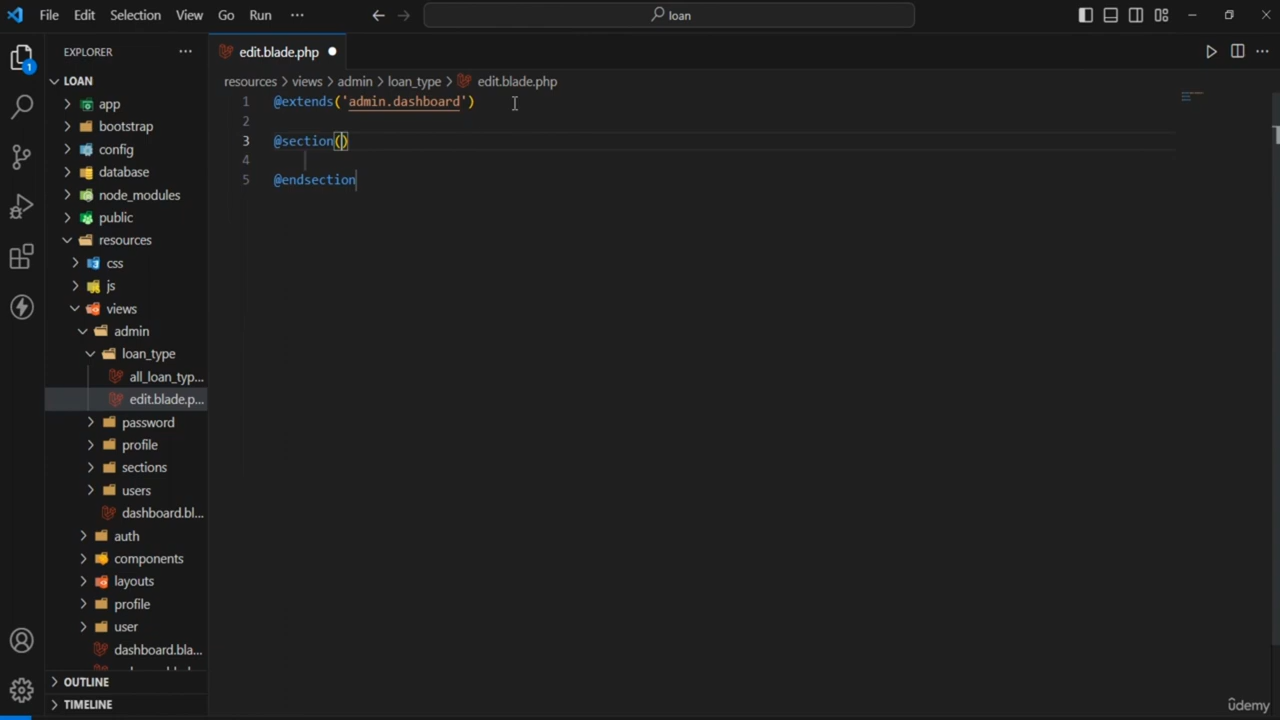 File Edit Selection View Go Run ··· loan
EXPLORER ···
edit.blade.php
resources > views > admin > loan_type > edit.blade.php
LOAN
app
bootstrap
config
database
node_modules
public
resources
css
js
views
admin
loan_type
all_loan_typ...
edit.blade.p...
password
profile
sections
users
dashboard.bl...
auth
components
layouts
profile
user
dashboard.bla...
OUTLINE
TIMELINE
1 @extends('admin.dashboard')
2
3 @section()
4
5 @endsection
1
ûdemy